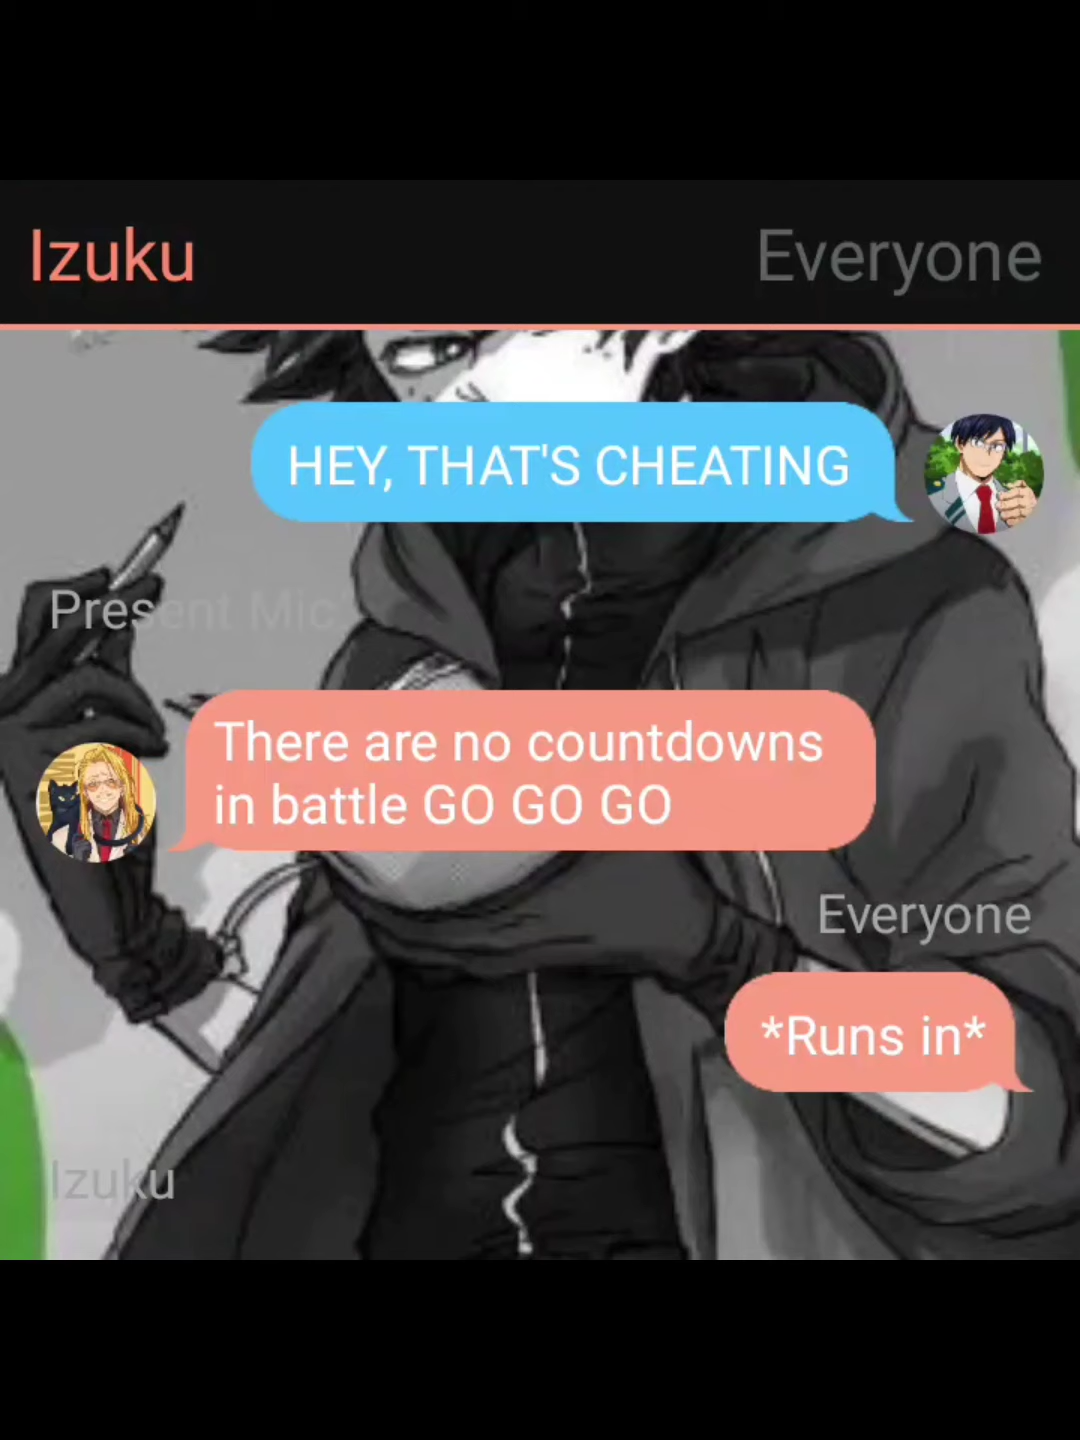 Izuku
Everyone
HEY, THAT'S CHEATING
Present Mic
There are no countdowns
in battle GO GO GO
Everyone
*Runs in*
Izuku